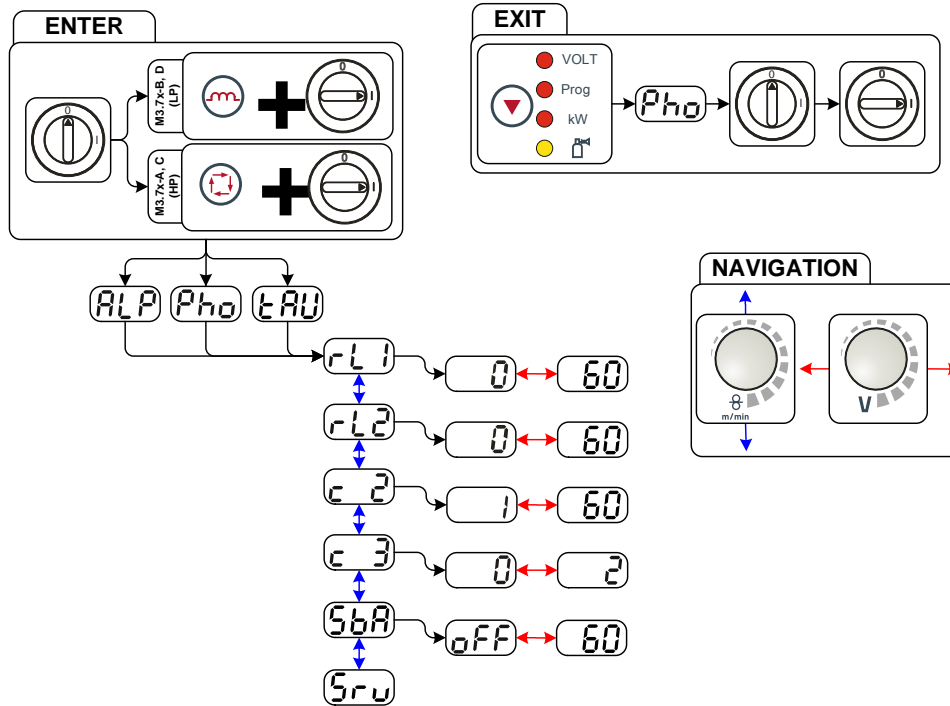 ENTER
M3.7x-B, D
(LP)
0
I
0
I
M3.7x-A, C
(HP)
0
I
ALP
Pho
tAU
EXIT
VOLT
Prog
kW
Pho
0
I
0
I
NAVIGATION
m/min
V
rL1
0
60
rL2
0
60
c 2
1
60
c 3
0
2
SbA
oFF
60
Srv